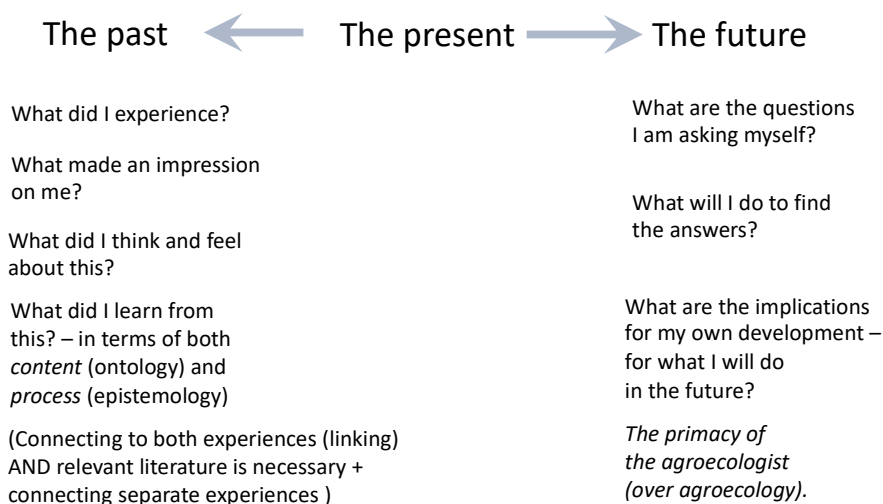 The past The present The future
What did I experience?
What made an impression
on me?
What did I think and feel
about this?
What did I learn from
this? – in terms of both
content (ontology) and
process (epistemology)
(Connecting to both experiences (linking)
AND relevant literature is necessary +
connecting separate experiences )
What are the questions
I am asking myself?
What will I do to find
the answers?
What are the implications
for my own development –
for what I will do
in the future?
The primacy of
the agroecologist
(over agroecology).